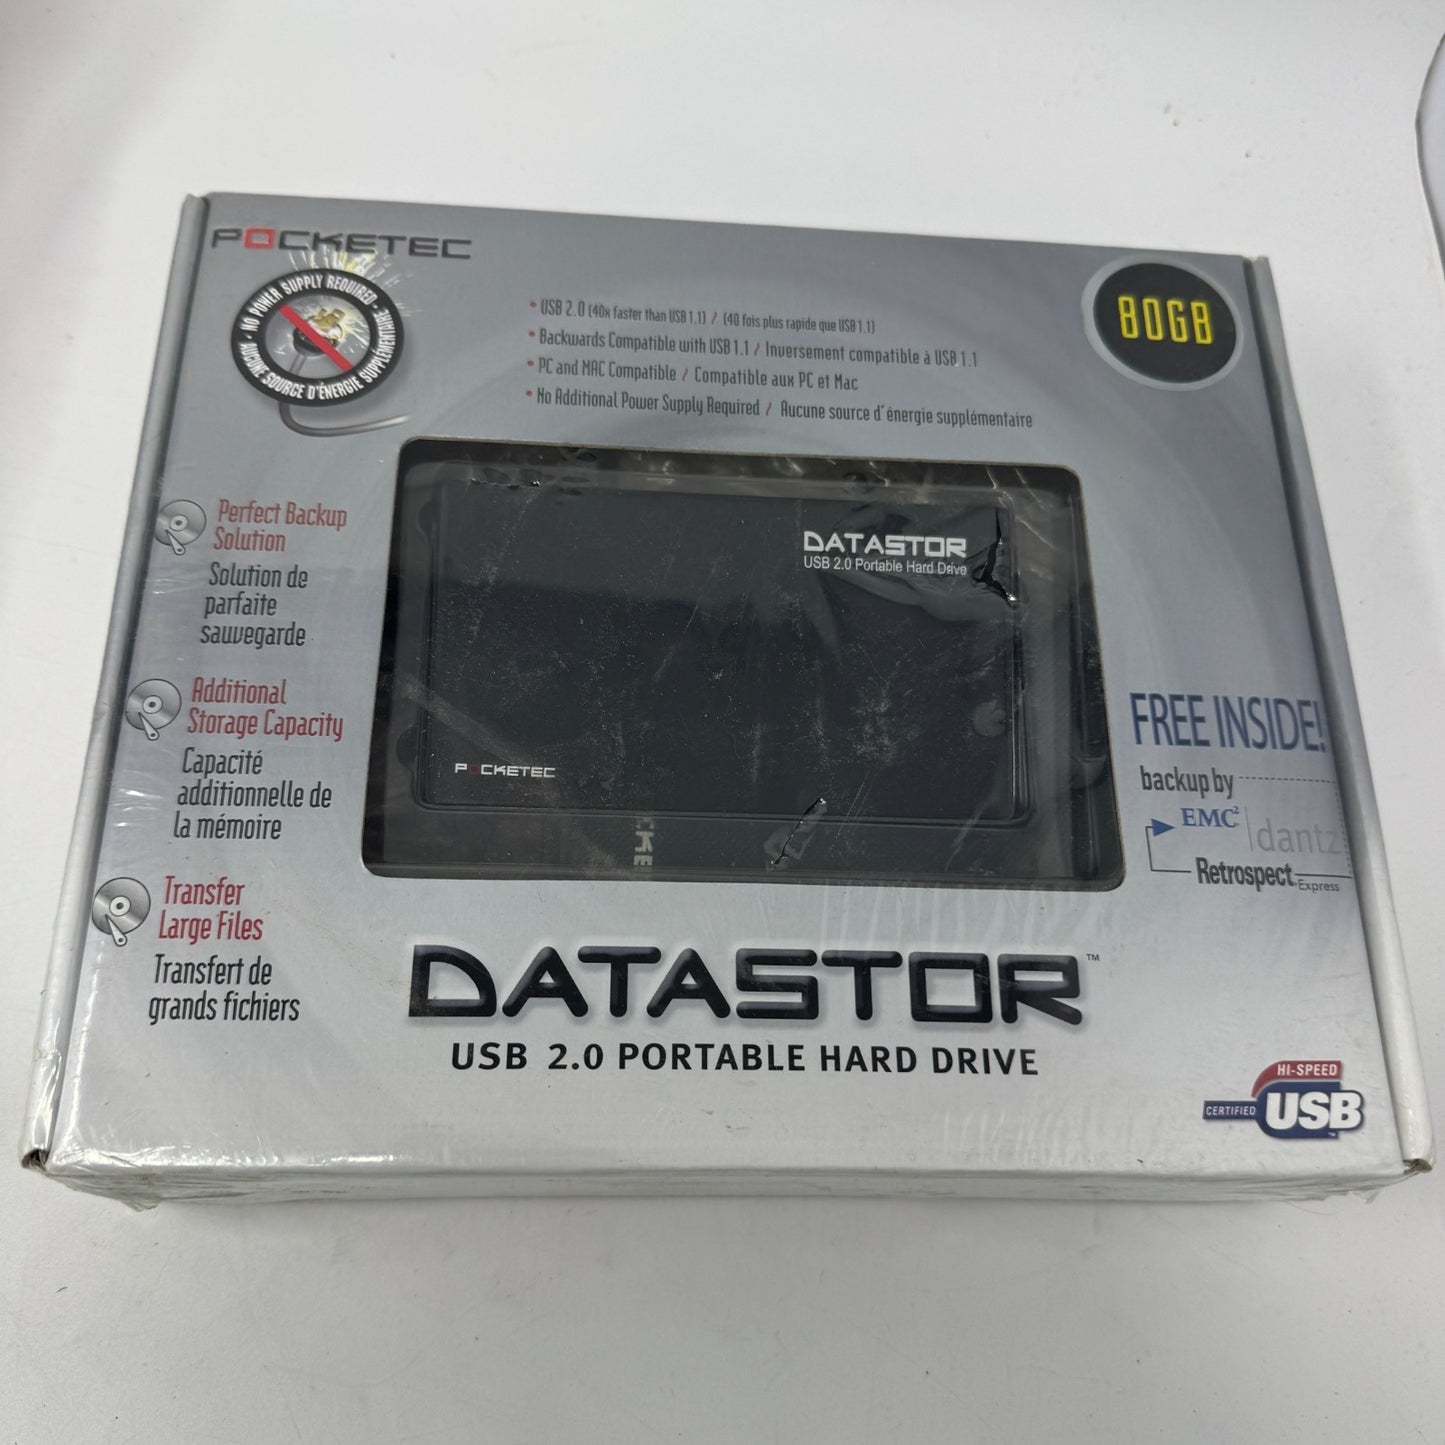 POCKETEC
• NO POWER SUPPLY REQUIRED •
AUCUNE SOURCE D'ÉNERGIE SUPPLÉMENTAIRE
• USB 2.0 (40x faster than USB 1.1) / (40 fois plus rapide que USB 1.1)
• Backwards Compatible with USB 1.1 / Inversement compatible à USB 1.1
• PC and MAC Compatible / Compatible aux PC et Mac
• No Additional Power Supply Required / Aucune source d'énergie supplémentaire
80GB
Perfect Backup
Solution
Solution de
parfaite
sauvegarde
Additional
Storage Capacity
Capacité
additionnelle de
la mémoire
Transfer
Large Files
Transfert de
grands fichiers
DATASTOR
USB 2.0 Portable Hard Drive
POCKETEC
CKE
FREE INSIDE!
backup by
EMC²
dantz
Retrospect Express
DATASTOR™
USB 2.0 PORTABLE HARD DRIVE
HI-SPEED
CERTIFIED USB™